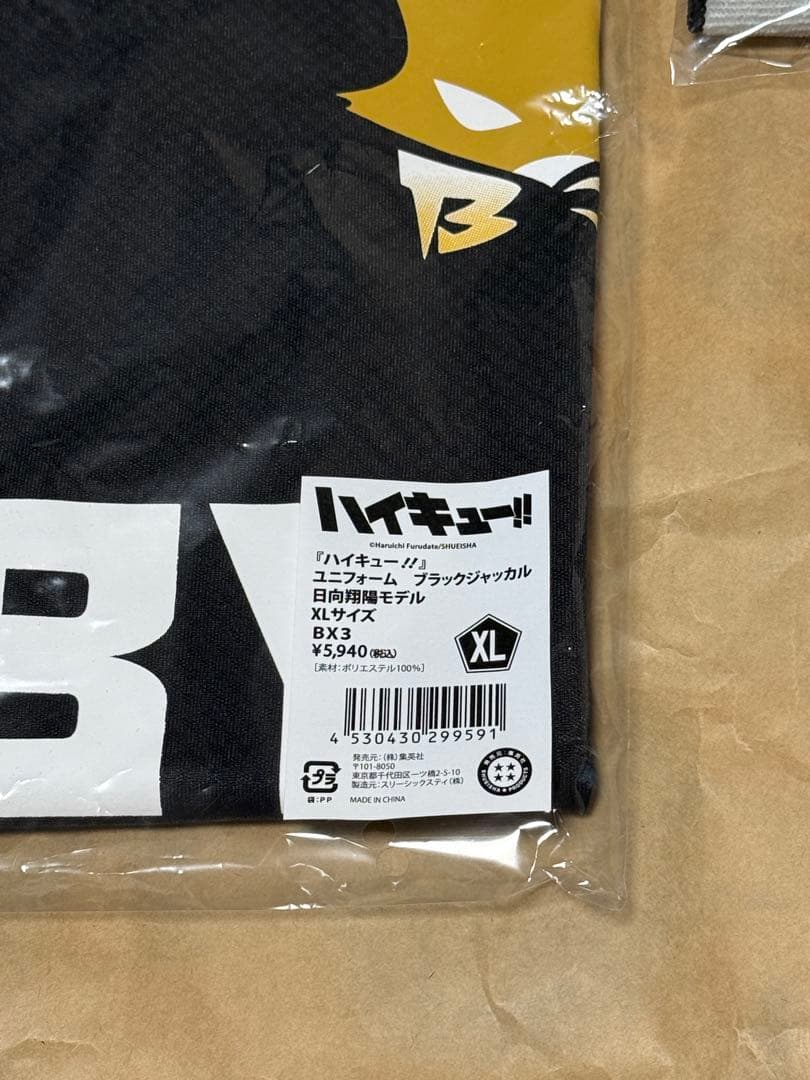 B
BY
ハイキュー!!
©Haruichi Furudate/SHUEISHA
『ハイキュー!!』
ユニフォーム ブラックジャッカル
日向翔陽モデル
XLサイズ
BX3
¥5,940(税込)
[素材:ポリエステル100%]
XL
4 530430 299591
発売元:(株)集英社
〒101-8050
東京都千代田区一ツ橋2-5-10
製造元:スリーシックスティ(株)
プラ
袋:PP
MADE IN CHINA